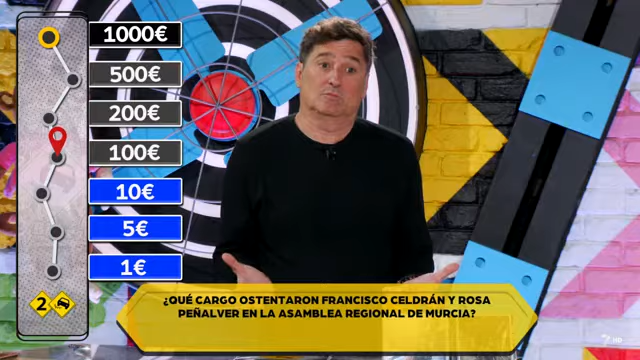 1000€
500€
200€
100€
10€
5€
1€
2
¿QUÉ CARGO OSTENTARON FRANCISCO CELDRÁN Y ROSA
PEÑALVER EN LA ASAMBLEA REGIONAL DE MURCIA?
HD